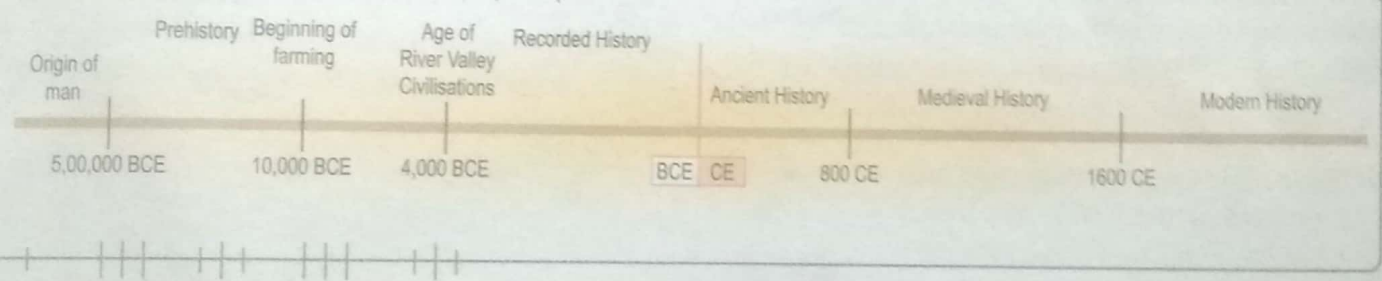 Origin of
man
Prehistory
Beginning of
farming
Age of
River Valley
Civilisations
Recorded History
Ancient History
Medieval History
Modern History
5,00,000 BCE
10,000 BCE
4,000 BCE
BCE CE
800 CE
1600 CE